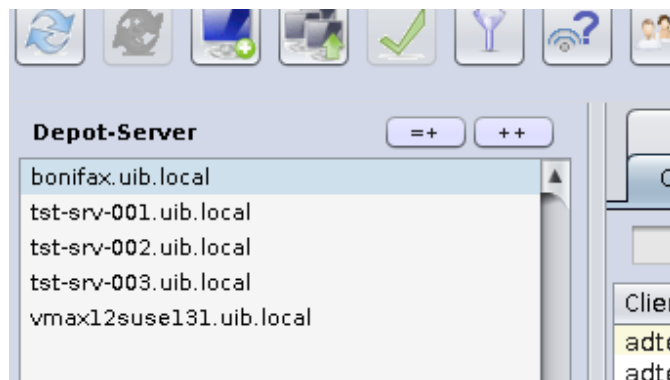 Depot-Server
=+
++
bonifax.uib.local
tst-srv-001.uib.local
tst-srv-002.uib.local
tst-srv-003.uib.local
vmax12suse131.uib.local